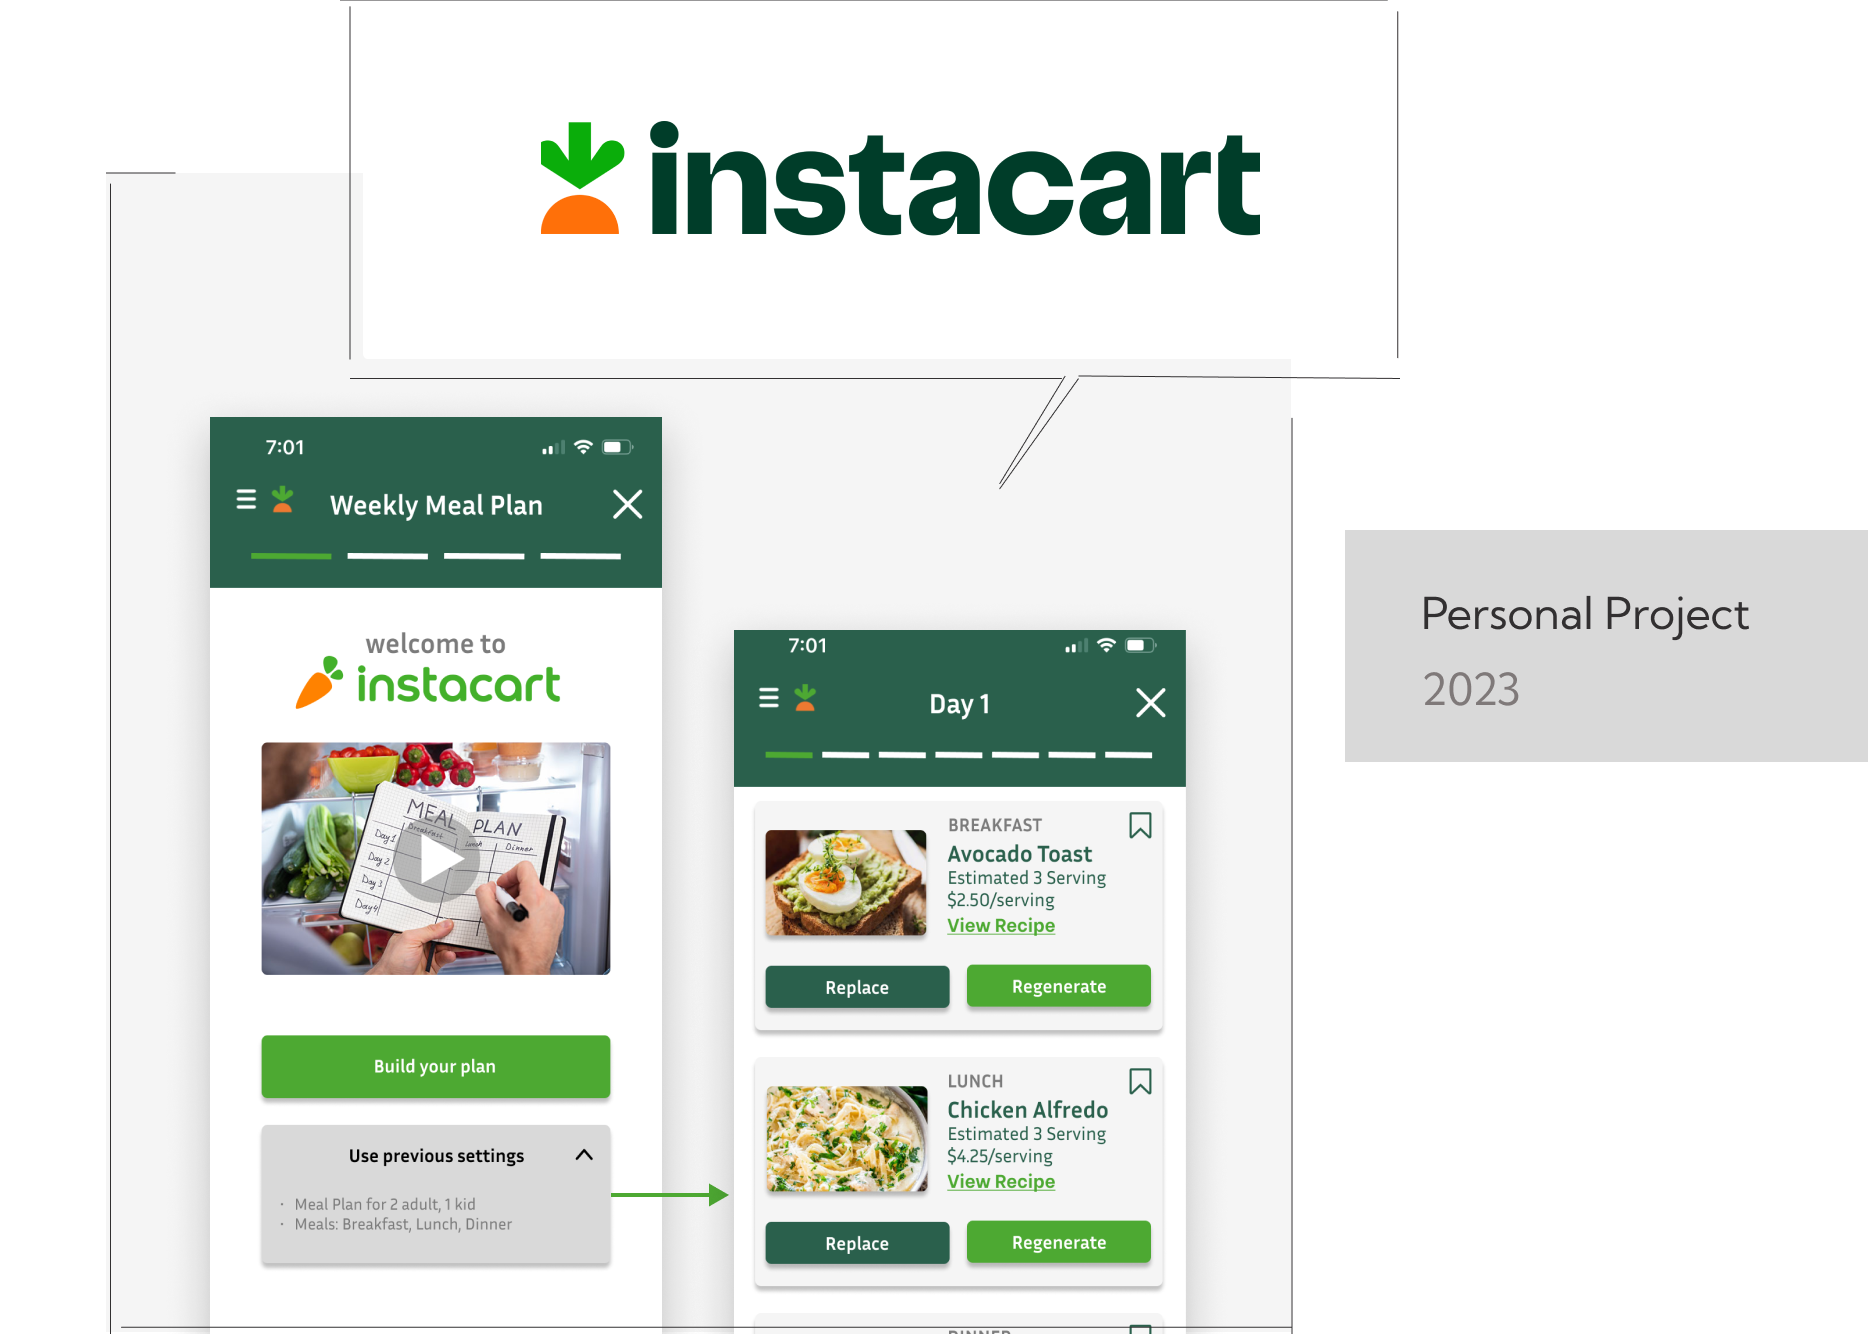 instacart
7:01
Weekly Meal Plan
welcome to
instacart
MEAL PLAN
Breakfast
Lunch
Dinner
Day 1
Day 2
Day 3
Day 4
Build your plan
Use previous settings
· Meal Plan for 2 adult, 1 kid
· Meals: Breakfast, Lunch, Dinner
7:01
Day 1
BREAKFAST
Avocado Toast
Estimated 3 Serving
$2.50/serving
View Recipe
Replace
Regenerate
LUNCH
Chicken Alfredo
Estimated 3 Serving
$4.25/serving
View Recipe
Replace
Regenerate
DINNER
Personal Project
2023